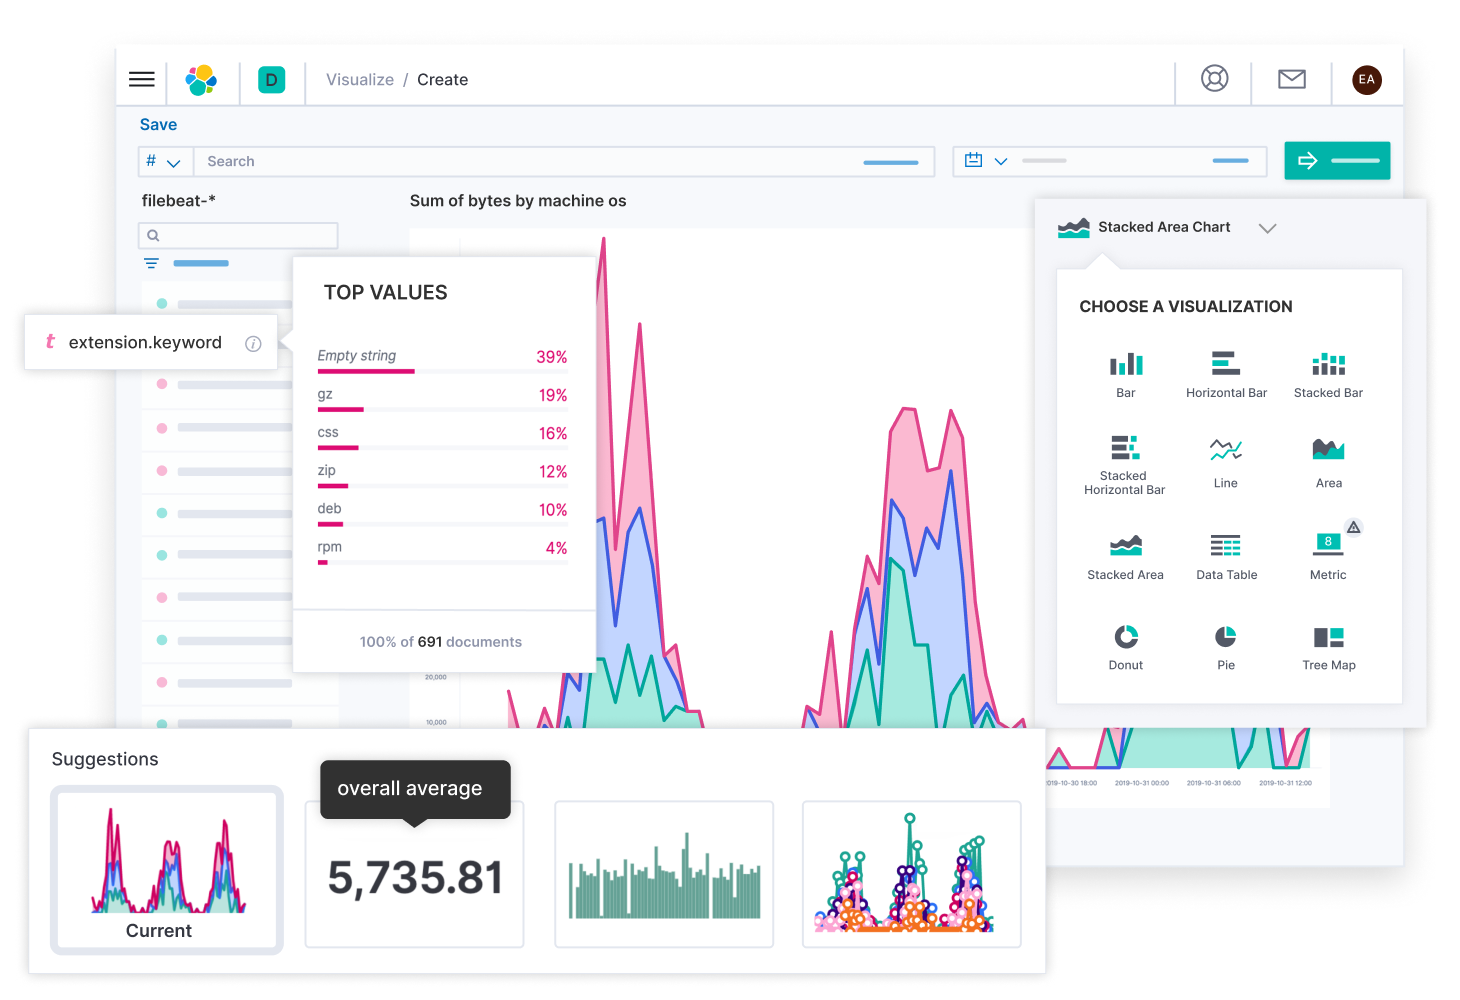 D
Visualize / Create
EA
Save
# Search
filebeat-*
Sum of bytes by machine os
Stacked Area Chart
CHOOSE A VISUALIZATION
Bar
Horizontal Bar
Stacked Bar
Stacked
Horizontal Bar
Line
Area
Stacked Area
Data Table
8
Metric
Donut
Pie
Tree Map
t extension.keyword i
TOP VALUES
Empty string 39%
gz 19%
css 16%
zip 12%
deb 10%
rpm 4%
100% of 691 documents
20,000
10,000
019-10-30 18:00 2019-10-31 00:00 2019-10-31 06:00 2019-10-31 12:00
Suggestions
Current
overall average
5,735.81